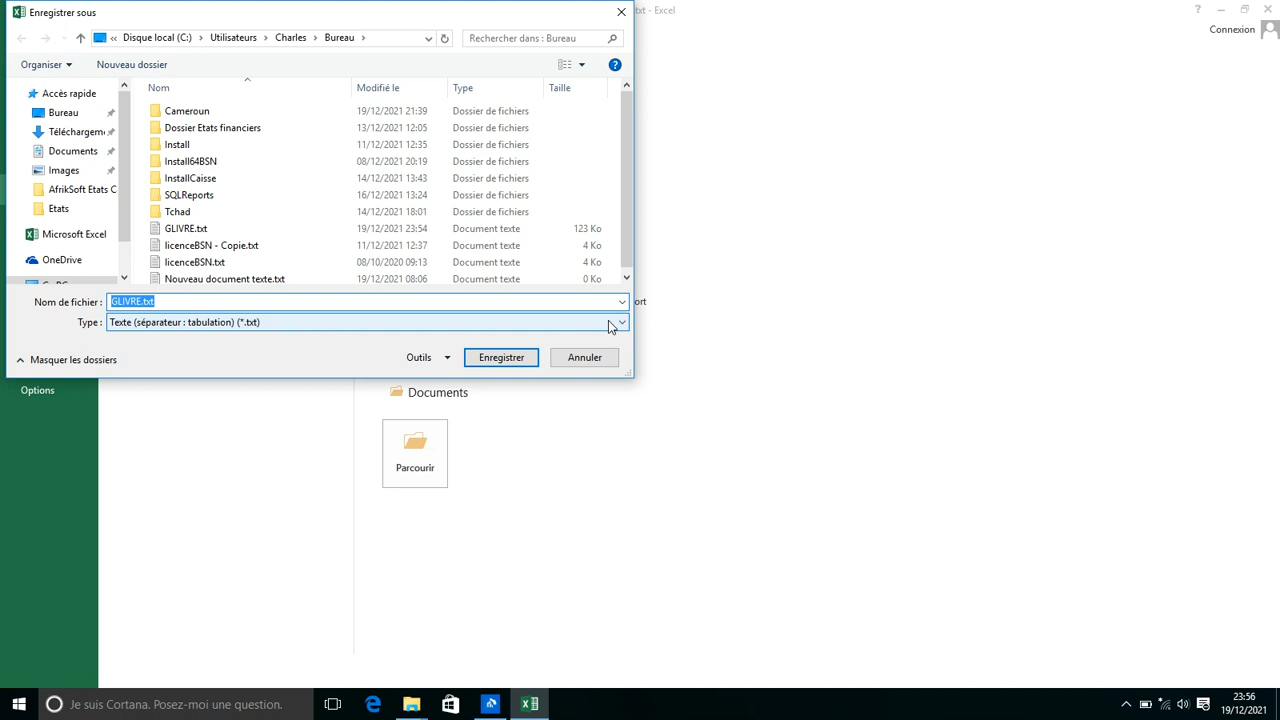 Enregistrer sous
.txt - Excel
?
Connexion
« Disque local (C:) > Utilisateurs > Charles > Bureau >
Rechercher dans : Bureau
Organiser
Nouveau dossier
?
Nom
Modifié le
Type
Taille
Accès rapide
Bureau
Téléchargem
Documents
Images
AfrikSoft Etats C
Etats
Microsoft Excel
OneDrive
Cameroun 19/12/2021 21:39 Dossier de fichiers
Dossier Etats financiers 13/12/2021 12:05 Dossier de fichiers
Install 11/12/2021 12:35 Dossier de fichiers
Install64BSN 08/12/2021 20:19 Dossier de fichiers
InstallCaisse 14/12/2021 13:43 Dossier de fichiers
SQLReports 16/12/2021 13:24 Dossier de fichiers
Tchad 14/12/2021 18:01 Dossier de fichiers
GLIVRE.txt 19/12/2021 23:54 Document texte 123 Ko
licenceBSN - Copie.txt 11/12/2021 12:37 Document texte 4 Ko
licenceBSN.txt 08/10/2020 09:13 Document texte 4 Ko
Nouveau document texte.txt 19/12/2021 08:06 Document texte 0 Ko
Nom de fichier : GLIVRE.txt
ort
Type : Texte (séparateur : tabulation) (*.txt)
Masquer les dossiers
Outils
Enregistrer
Annuler
Options
Documents
Parcourir
Je suis Cortana. Posez-moi une question.
23:56
19/12/2021